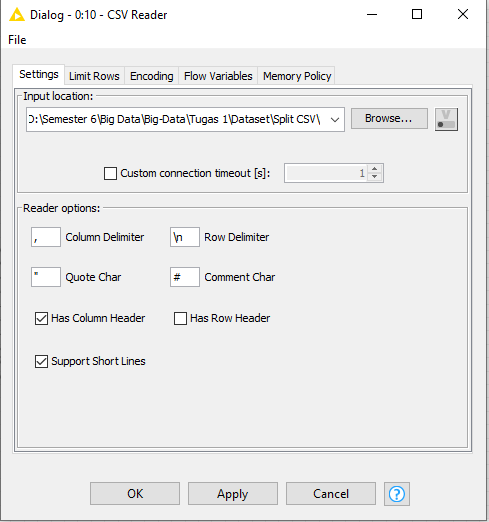 Dialog - 0:10 - CSV Reader
File
Settings Limit Rows Encoding Flow Variables Memory Policy
Input location:
D:\Semester 6\Big Data\Big-Data\Tugas 1\Dataset\Split CSV\ Browse... V
Custom connection timeout [s]: 1
Reader options:
, Column Delimiter \n Row Delimiter
" Quote Char # Comment Char
Has Column Header Has Row Header
Support Short Lines
OK Apply Cancel ?